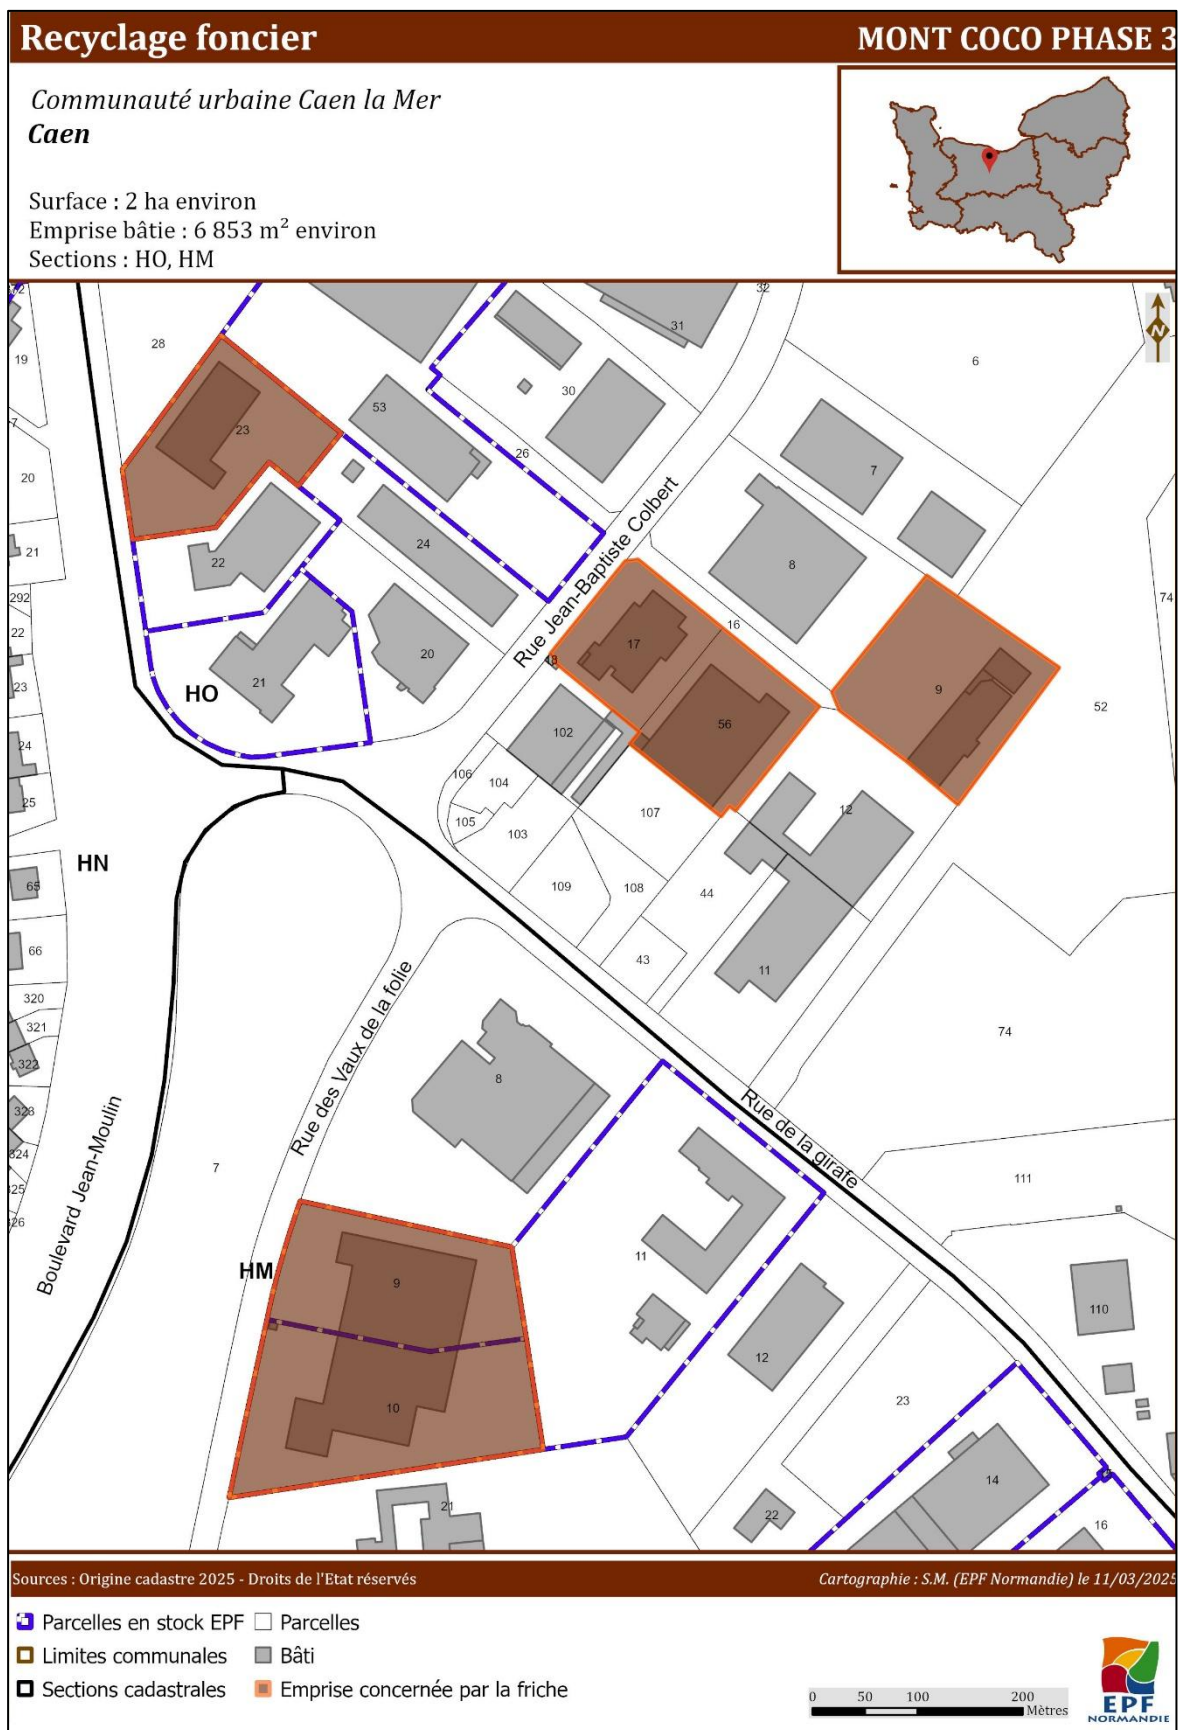 Recyclage foncier
MONT COCO PHASE 3
Communauté urbaine Caen la Mer
Caen
Surface : 2 ha environ
Emprise bâtie : 6 853 m² environ
Sections : HO, HM
N
32
31
28
6
19
53
30
23
7
26
20
24
8
21
22
74
292
Rue Jean-Baptiste Colbert
16
22
17
20
9
23
21
HO
52
56
24
102
106
104
25
12
105
103
107
HN
65
109
108
44
66
43
11
320
Rue des Vaux de la folie
321
74
322
8
328
Rue de la girafe
Boulevard Jean-Moulin
324
7
111
325
326
11
HM
9
110
12
10
23
14
21
22
16
Sources : Origine cadastre 2025 - Droits de l'Etat réservés
Cartographie : S.M. (EPF Normandie) le 11/03/2025
Parcelles en stock EPF
Parcelles
Limites communales
Bâti
Sections cadastrales
Emprise concernée par la friche
0 50 100 200
Mètres
EPF
NORMANDIE